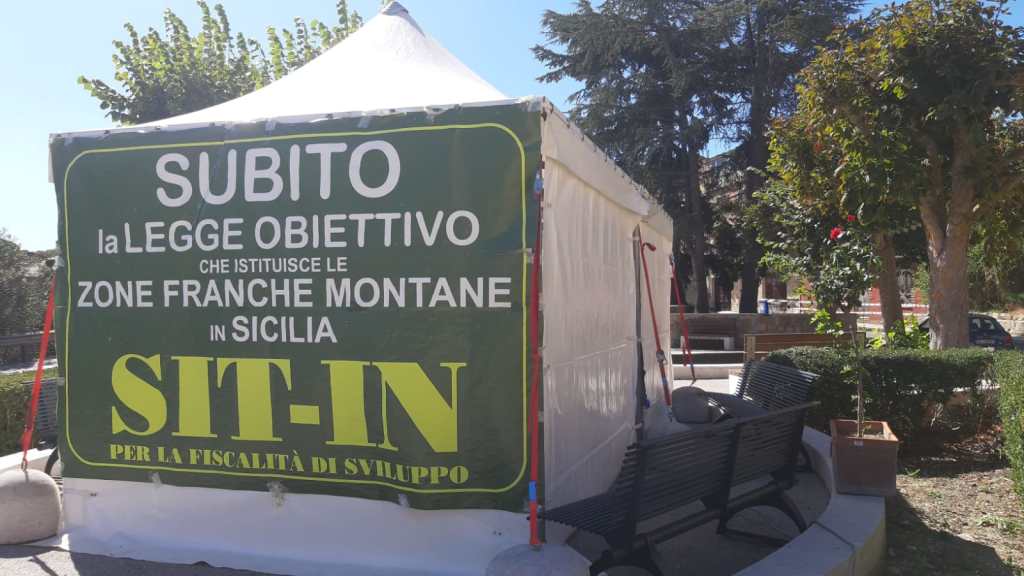 SUBITO
la LEGGE OBIETTIVO
CHE ISTITUISCE LE
ZONE FRANCHE MONTANE
IN SICILIA
SIT-IN
PER LA FISCALITÀ DI SVILUPPO